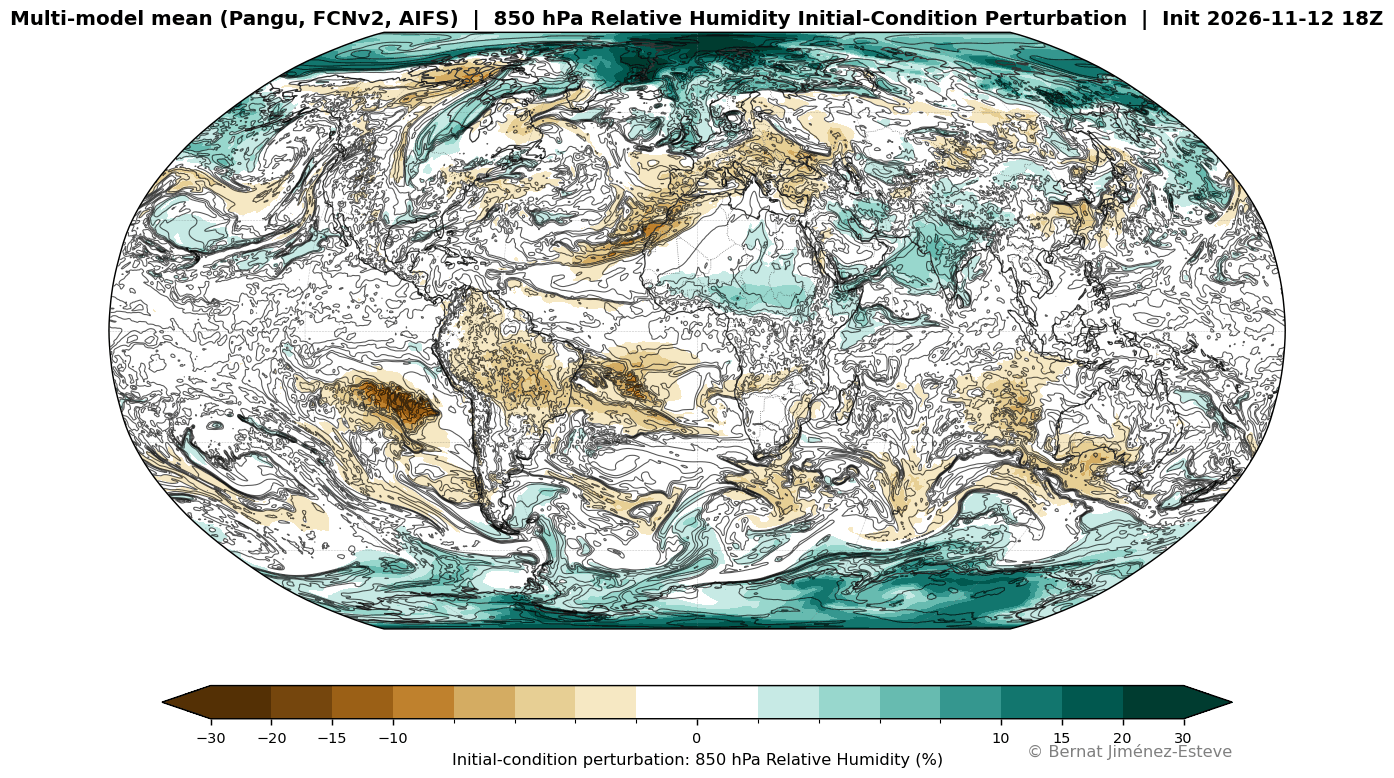 Multi-model mean (Pangu, FCNv2, AIFS) | 850 hPa Relative Humidity Initial-Condition Perturbation | Init 2026-11-12 18Z
−30 −20 −15 −10 0 10 15 20 30
Initial-condition perturbation: 850 hPa Relative Humidity (%)
© Bernat Jiménez-Esteve